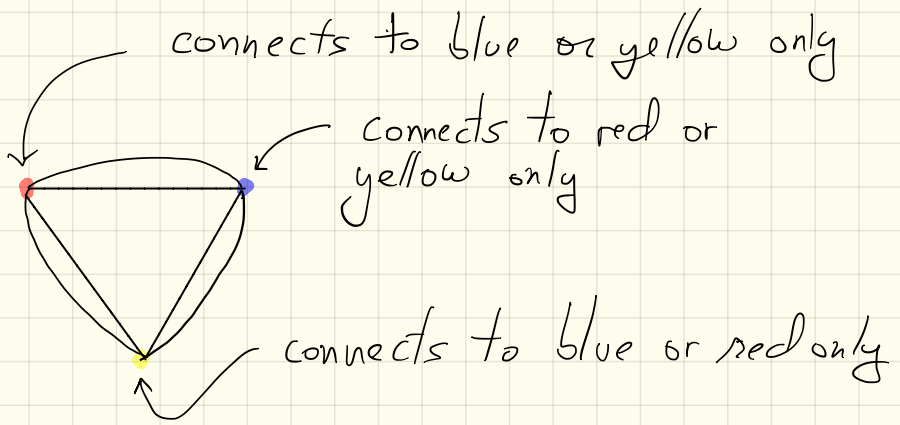 connects to blue or yellow only
connects to red or
yellow only
connects to blue or red only